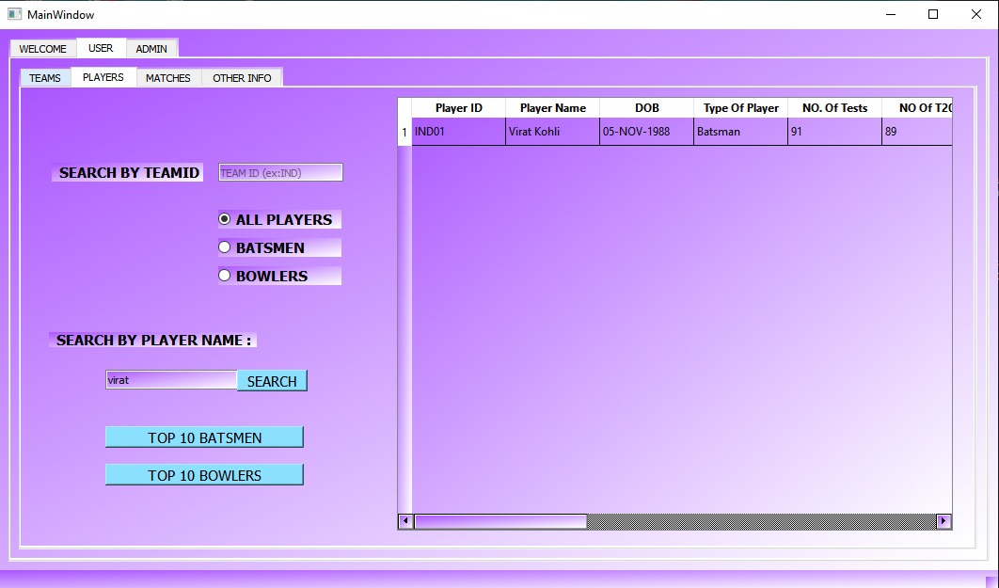 MainWindow
WELCOME USER ADMIN
TEAMS PLAYERS MATCHES OTHER INFO
SEARCH BY TEAMID TEAM ID (ex:IND)
ALL PLAYERS
BATSMEN
BOWLERS
SEARCH BY PLAYER NAME :
virat SEARCH
TOP 10 BATSMEN
TOP 10 BOWLERS
Player ID Player Name DOB Type Of Player NO. Of Tests NO Of T20
1 IND01 Virat Kohli 05-NOV-1988 Batsman 91 89